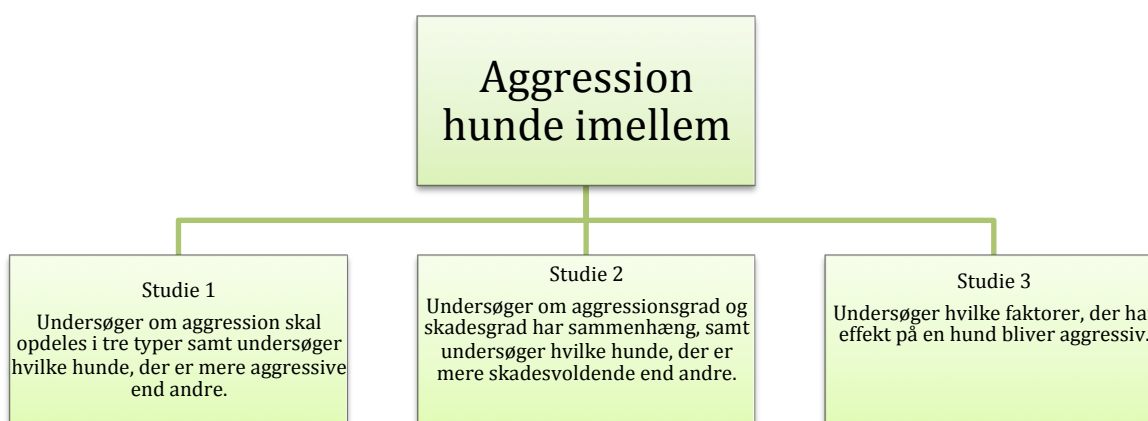 Aggression
hunde imellem
Studie 1
Undersøger om aggression skal
opdeles i tre typer samt undersøger
hvilke hunde, der er mere aggressive
end andre.
Studie 2
Undersøger om aggressionsgrad og
skadesgrad har sammenhæng, samt
undersøger hvilke hunde, der er
mere skadesvoldende end andre.
Studie 3
Undersøger hvilke faktorer, der ha
effekt på en hund bliver aggressiv.